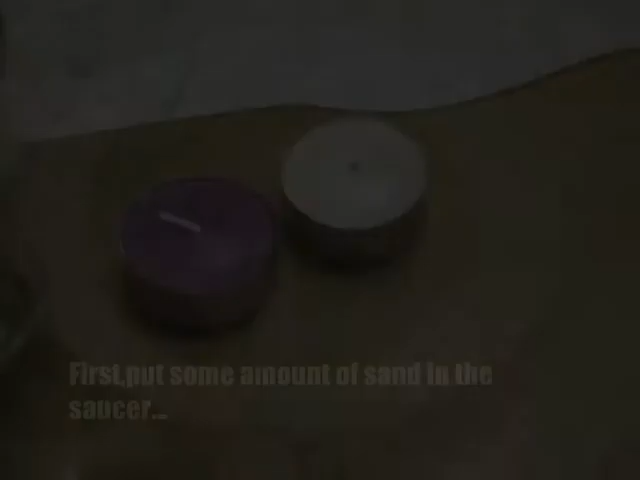 First,put some amount of sand in the
saucer...